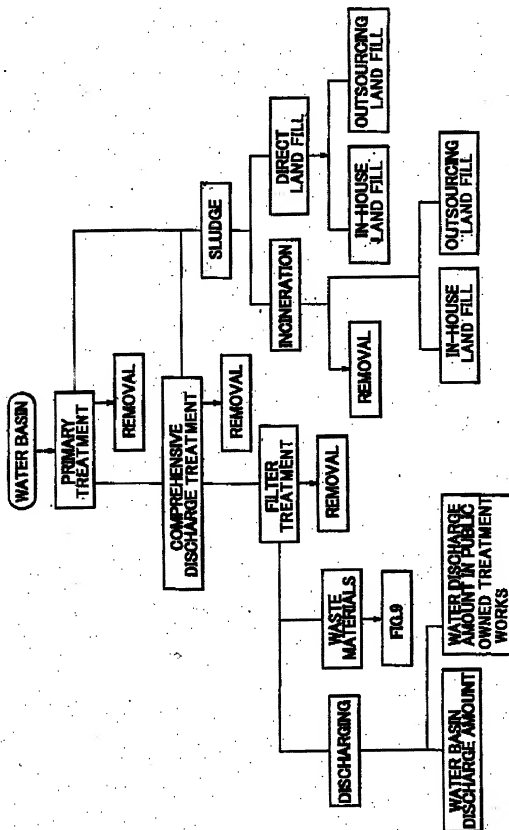 WATER BASIN
PRIMARY
TREATMENT
REMOVAL
COMPREHENSIVE
DISCHARGE TREATMENT
REMOVAL
SLUDGE
FILTER
TREATMENT
REMOVAL
INCINERATION
DIRECT
LAND FILL
REMOVAL
IN-HOUSE
LAND FILL
OUTSOURCING
LAND FILL
IN-HOUSE
LAND FILL
OUTSOURCING
LAND FILL
DISCHARGING
WASTE
MATERIALS
FIG.9
WATER BASIN
DISCHARGE AMOUNT
WATER DISCHARGE
AMOUNT IN PUBLIC
OWNED TREATMENT
WORKS